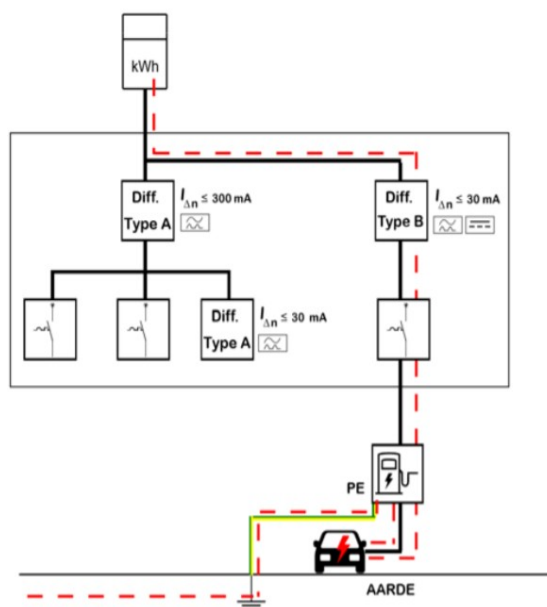 kWh
Diff.
Type A
IΔn ≤ 300 mA
Diff.
Type B
IΔn ≤ 30 mA
Diff.
Type A
IΔn ≤ 30 mA
PE
AARDE